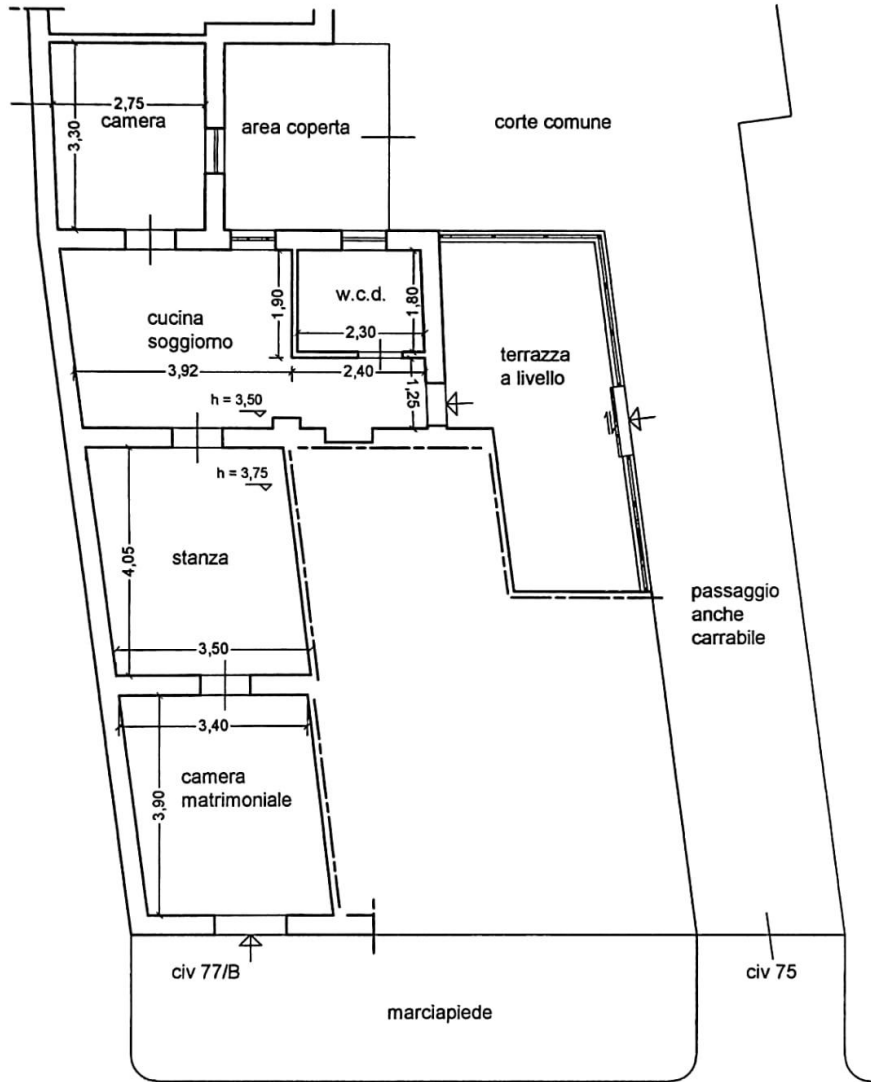 2,75
camera
3,30
area coperta
corte comune
1,90
w.c.d.
1,80
2,30
cucina
soggiorno
3,92
2,40
1,25
terrazza
a livello
h = 3,50
h = 3,75
4,05
stanza
3,50
passaggio
anche
carrabile
3,40
camera
matrimoniale
3,90
civ 77/B
civ 75
marciapiede